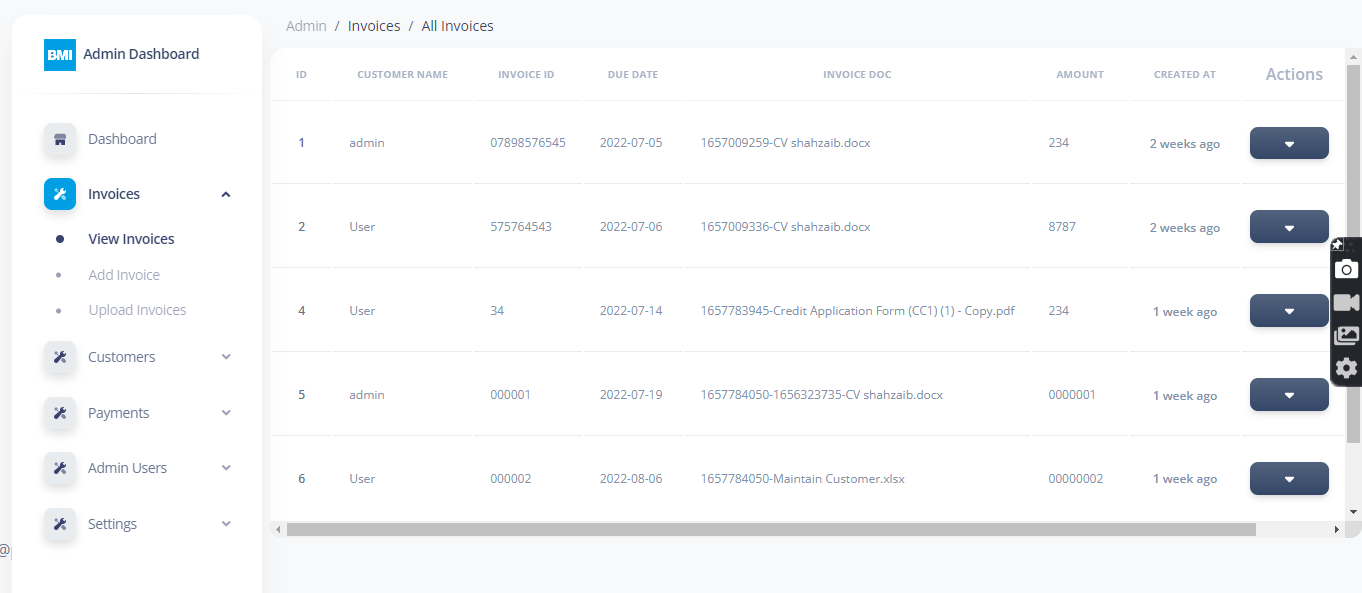 Admin / Invoices / All Invoices
BMI Admin Dashboard
Dashboard
Invoices
View Invoices
Add Invoice
Upload Invoices
Customers
Payments
Admin Users
Settings
@
ID CUSTOMER NAME INVOICE ID DUE DATE INVOICE DOC AMOUNT CREATED AT Actions
1 admin 07898576545 2022-07-05 1657009259-CV shahzaib.docx 234 2 weeks ago
2 User 575764543 2022-07-06 1657009336-CV shahzaib.docx 8787 2 weeks ago
4 User 34 2022-07-14 1657783945-Credit Application Form (CC1) (1) - Copy.pdf 234 1 week ago
5 admin 000001 2022-07-19 1657784050-1656323735-CV shahzaib.docx 0000001 1 week ago
6 User 000002 2022-08-06 1657784050-Maintain Customer.xlsx 00000002 1 week ago